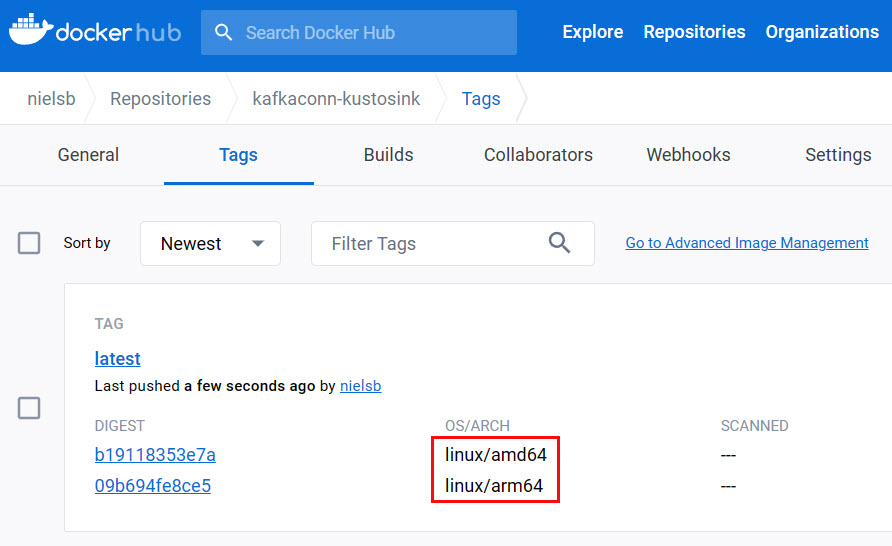 dockerhub Search Docker Hub Explore Repositories Organizations
nielsb Repositories kafkaconn-kustosink Tags
General Tags Builds Collaborators Webhooks Settings
Sort by Newest Filter Tags Go to Advanced Image Management
TAG
latest
Last pushed a few seconds ago by nielsb
DIGEST OS/ARCH SCANNED
b19118353e7a linux/amd64 ---
09b694fe8ce5 linux/arm64 ---